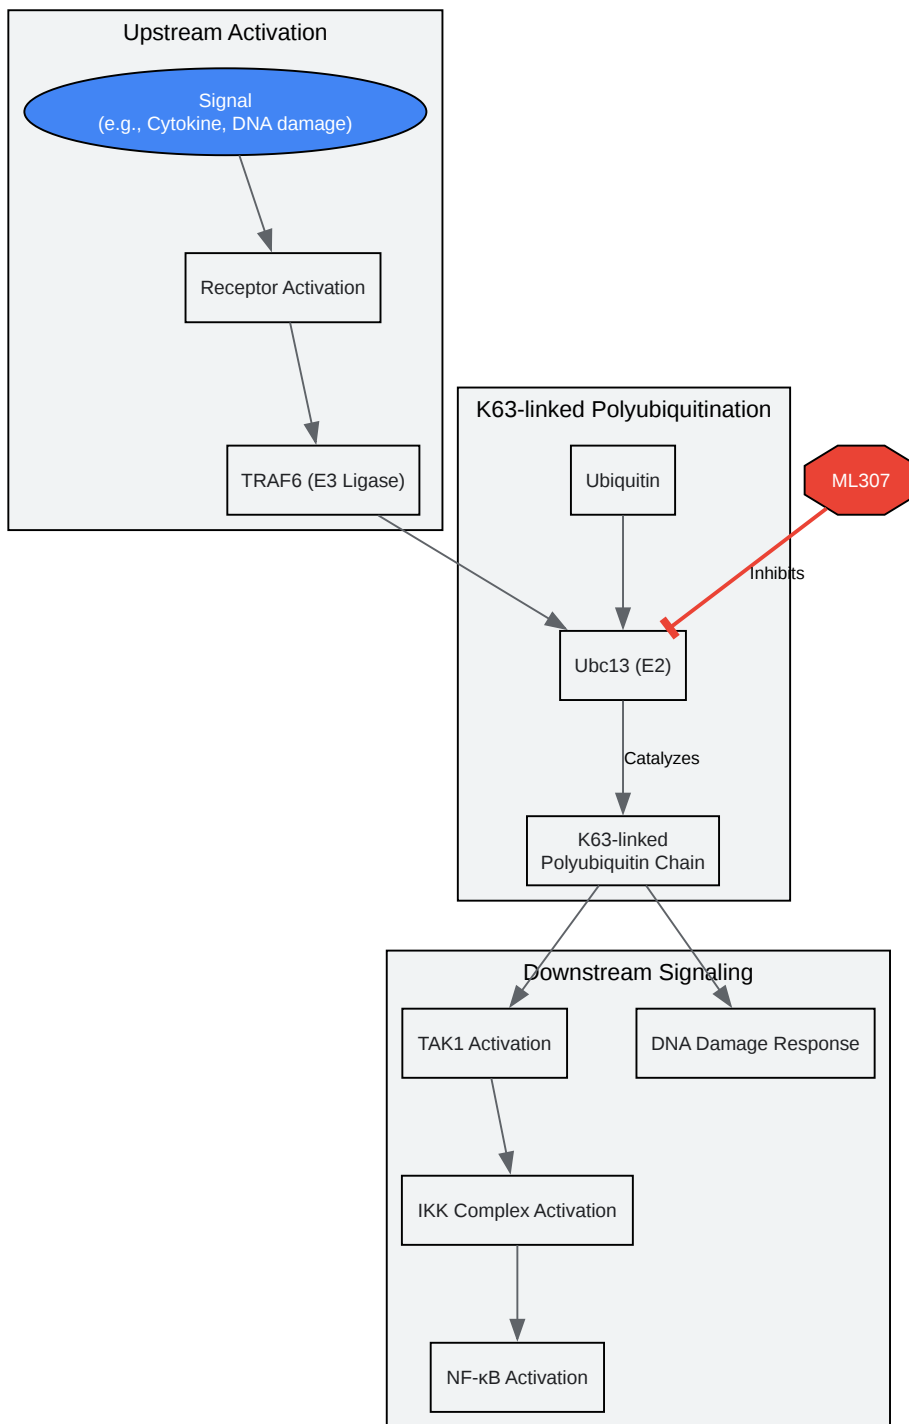 Upstream Activation
Signal
(e.g., Cytokine, DNA damage)
Receptor Activation
TRAF6 (E3 Ligase)
K63-linked Polyubiquitination
Ubiquitin
ML307
Inhibits
Ubc13 (E2)
Catalyzes
K63-linked
Polyubiquitin Chain
Downstream Signaling
TAK1 Activation
DNA Damage Response
IKK Complex Activation
NF-κB Activation